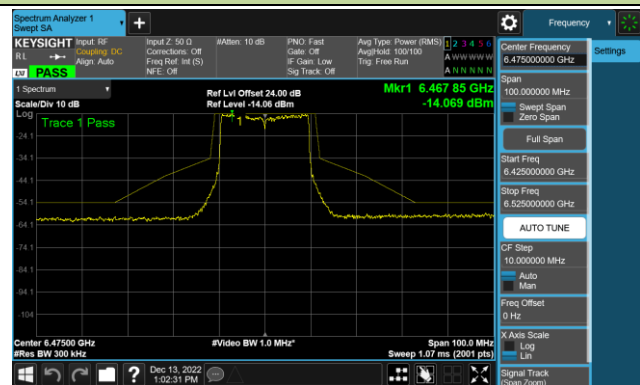 Spectrum Analyzer 1
Swept SA
Frequency
KEYSIGHT
Input: RF
Input Z: 50 Ω
#Atten: 10 dB
PNO: Fast
Avg Type: Power (RMS)
1 2 3 4 5 6
R L
Coupling: DC
Corrections: Off
Gate: Off
Avg|Hold: 100/100
A W W W W W
Align: Auto
Freq Ref: Int (S)
IF Gain: Low
Trig: Free Run
LXI
PASS
NFE: Off
Sig Track: Off
A N N N N N
1 Spectrum
Ref Lvl Offset 24.00 dB
Mkr1 6.467 85 GHz
Scale/Div 10 dB
Ref Level -14.06 dBm
-14.069 dBm
Log
Trace 1 Pass
1
-24.1
-34.1
-44.1
-54.1
-64.1
-74.1
-84.1
-94.1
-104
Center 6.47500 GHz
#Video BW 1.0 MHz*
Span 100.0 MHz
#Res BW 300 kHz
Sweep 1.07 ms (2001 pts)
Dec 13, 2022
1:02:31 PM
Center Frequency
6.475000000 GHz
Settings
Span
100.000000 MHz
Swept Span
Zero Span
Full Span
Start Freq
6.425000000 GHz
Stop Freq
6.525000000 GHz
AUTO TUNE
CF Step
10.000000 MHz
Auto
Man
Freq Offset
0 Hz
X Axis Scale
Log
Lin
Signal Track
(Span Zoom)